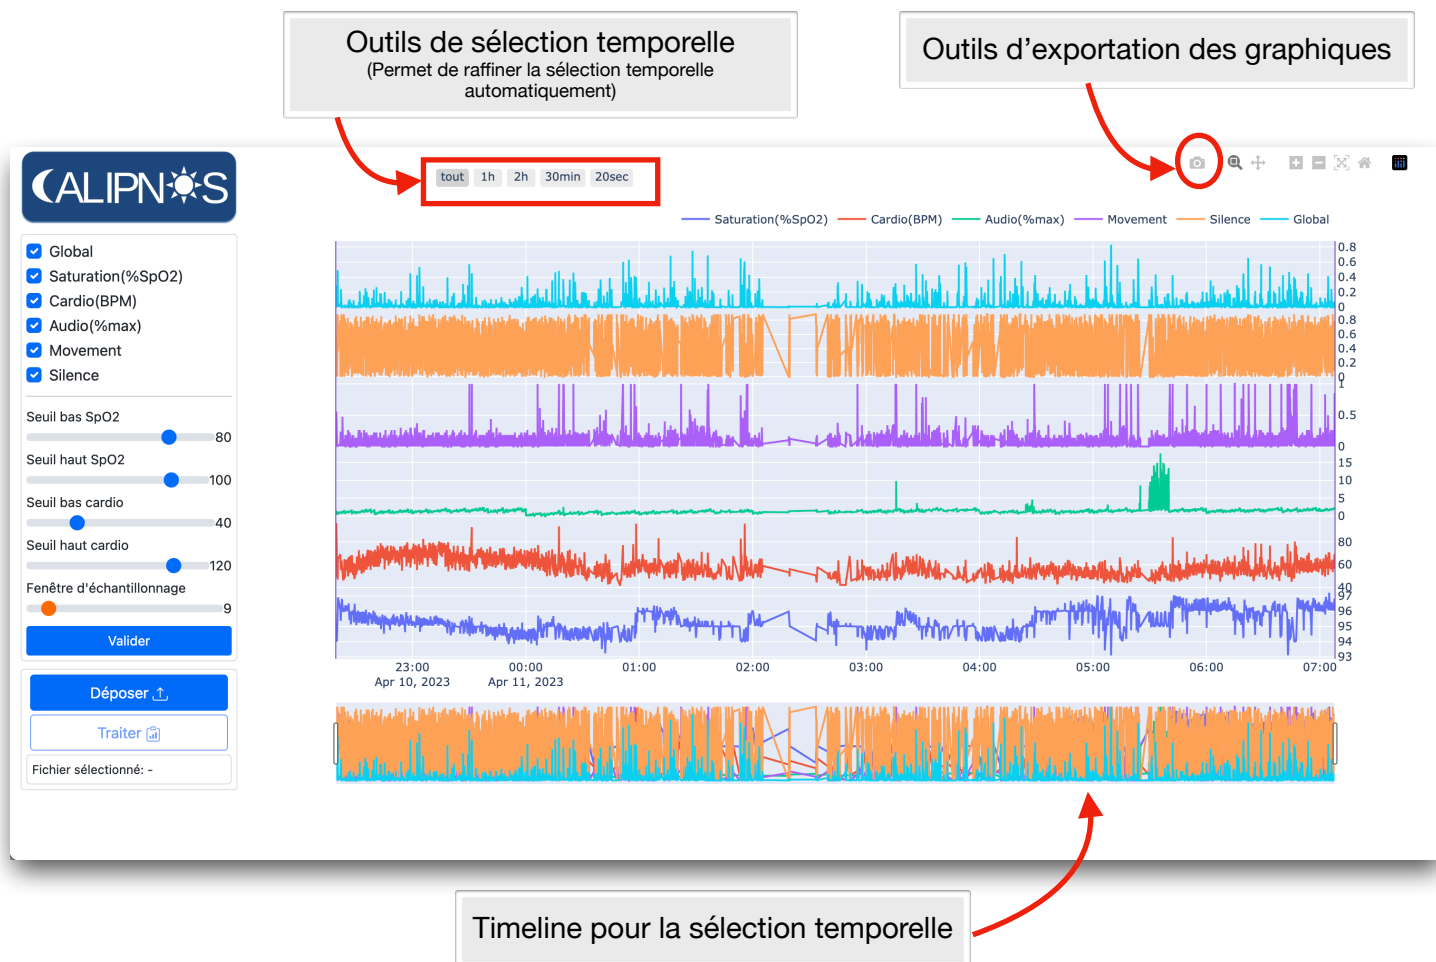 Outils de sélection temporelle
(Permet de raffiner la sélection temporelle
automatiquement)
Outils d'exportation des graphiques
CALIPNOS
tout 1h 2h 30min 20sec
Saturation(%SpO2) Cardio(BPM) Audio(%max) Movement Silence Global
Global
Saturation(%SpO2)
Cardio(BPM)
Audio(%max)
Movement
Silence
Seuil bas SpO2
80
Seuil haut SpO2
100
Seuil bas cardio
40
Seuil haut cardio
120
Fenêtre d'échantillonnage
9
Valider
Déposer
Traiter
Fichier sélectionné: -
0.8
0.6
0.4
0.2
0
0.8
0.6
0.4
0.2
0
1
0.5
0
15
10
5
0
80
60
40
97
96
95
94
93
23:00 00:00 01:00 02:00 03:00 04:00 05:00 06:00 07:00
Apr 10, 2023 Apr 11, 2023
Timeline pour la sélection temporelle